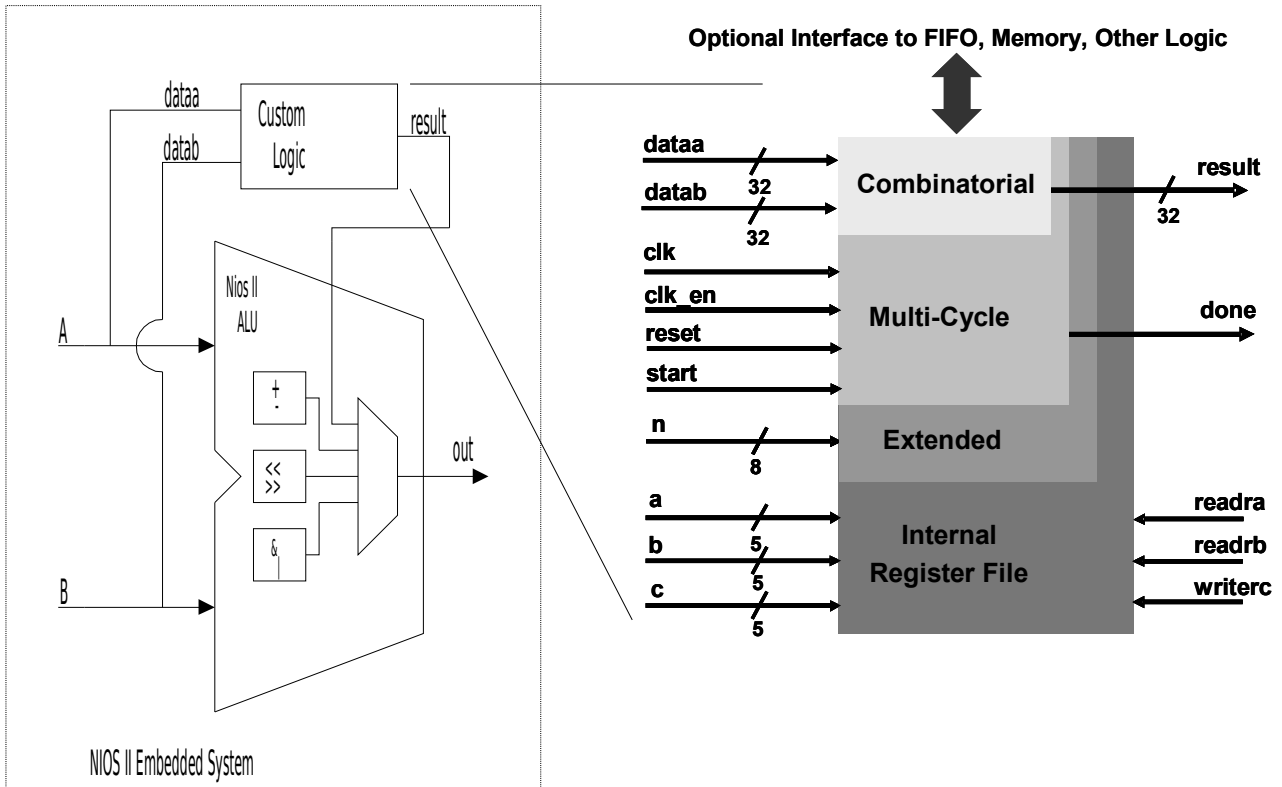 Optional Interface to FIFO, Memory, Other Logic
dataa
datab
Custom
Logic
result
Nios II
ALU
A
B
+
-
<<
>>
&
|
out
NIOS II Embedded System
dataa
32
datab
32
clk
clk_en
reset
start
n
8
a
5
b
5
c
5
Combinatorial
Multi-Cycle
Extended
Internal
Register File
result
32
done
readra
readrb
writerc